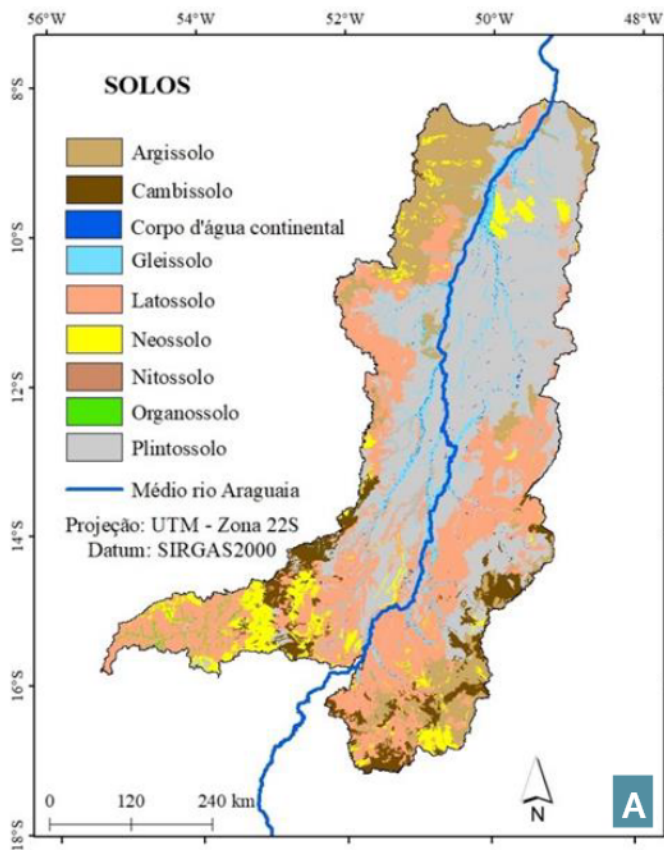 56°W 54°W 52°W 50°W 48°W
SOLOS
Argissolo
Cambissolo
Corpo d'água continental
Gleissolo
Latossolo
Neossolo
Nitossolo
Organossolo
Plintossolo
Médio rio Araguaia
Projeção: UTM - Zona 22S
Datum: SIRGAS2000
8°S
10°S
12°S
14°S
16°S
18°S
0 120 240 km
N
A